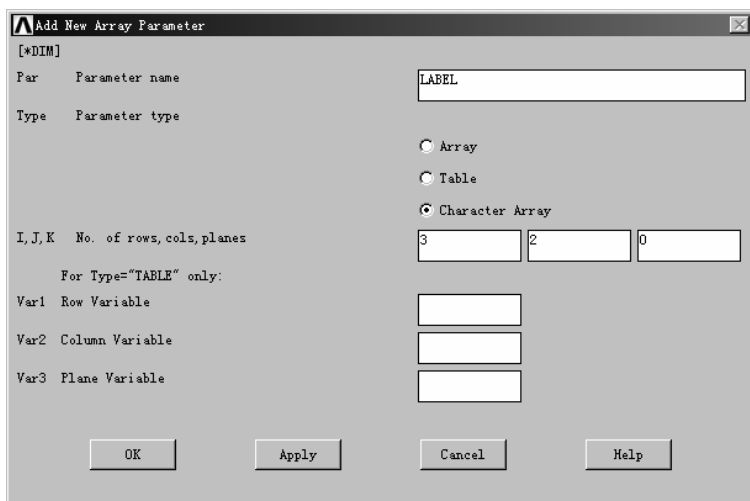 Add New Array Parameter
[*DIM]
Par Parameter name LABEL
Type Parameter type
Array
Table
Character Array
I,J,K No. of rows,cols,planes 3 2 0
For Type="TABLE" only:
Var1 Row Variable
Var2 Column Variable
Var3 Plane Variable
OK Apply Cancel Help